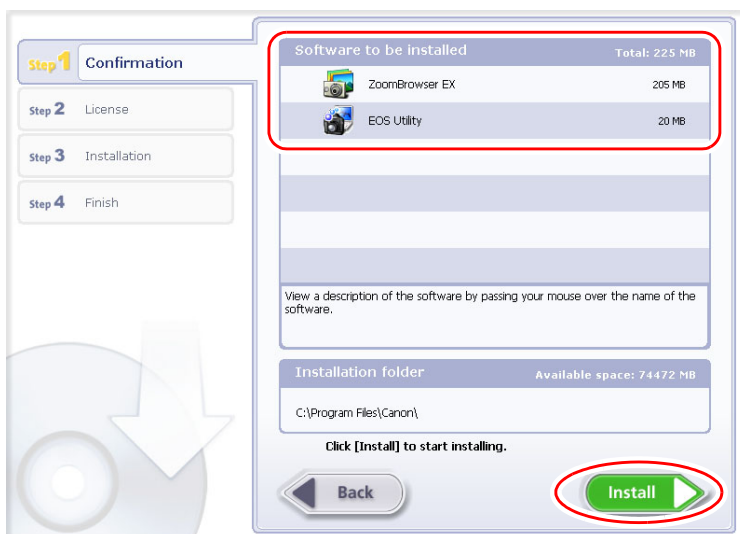 Step 1 Confirmation
Step 2 License
Step 3 Installation
Step 4 Finish
Software to be installed Total: 225 MB
ZoomBrowser EX 205 MB
EOS Utility 20 MB
View a description of the software by passing your mouse over the name of the
software.
Installation folder Available space: 74472 MB
C:\Program Files\Canon\
Click [Install] to start installing.
Back Install